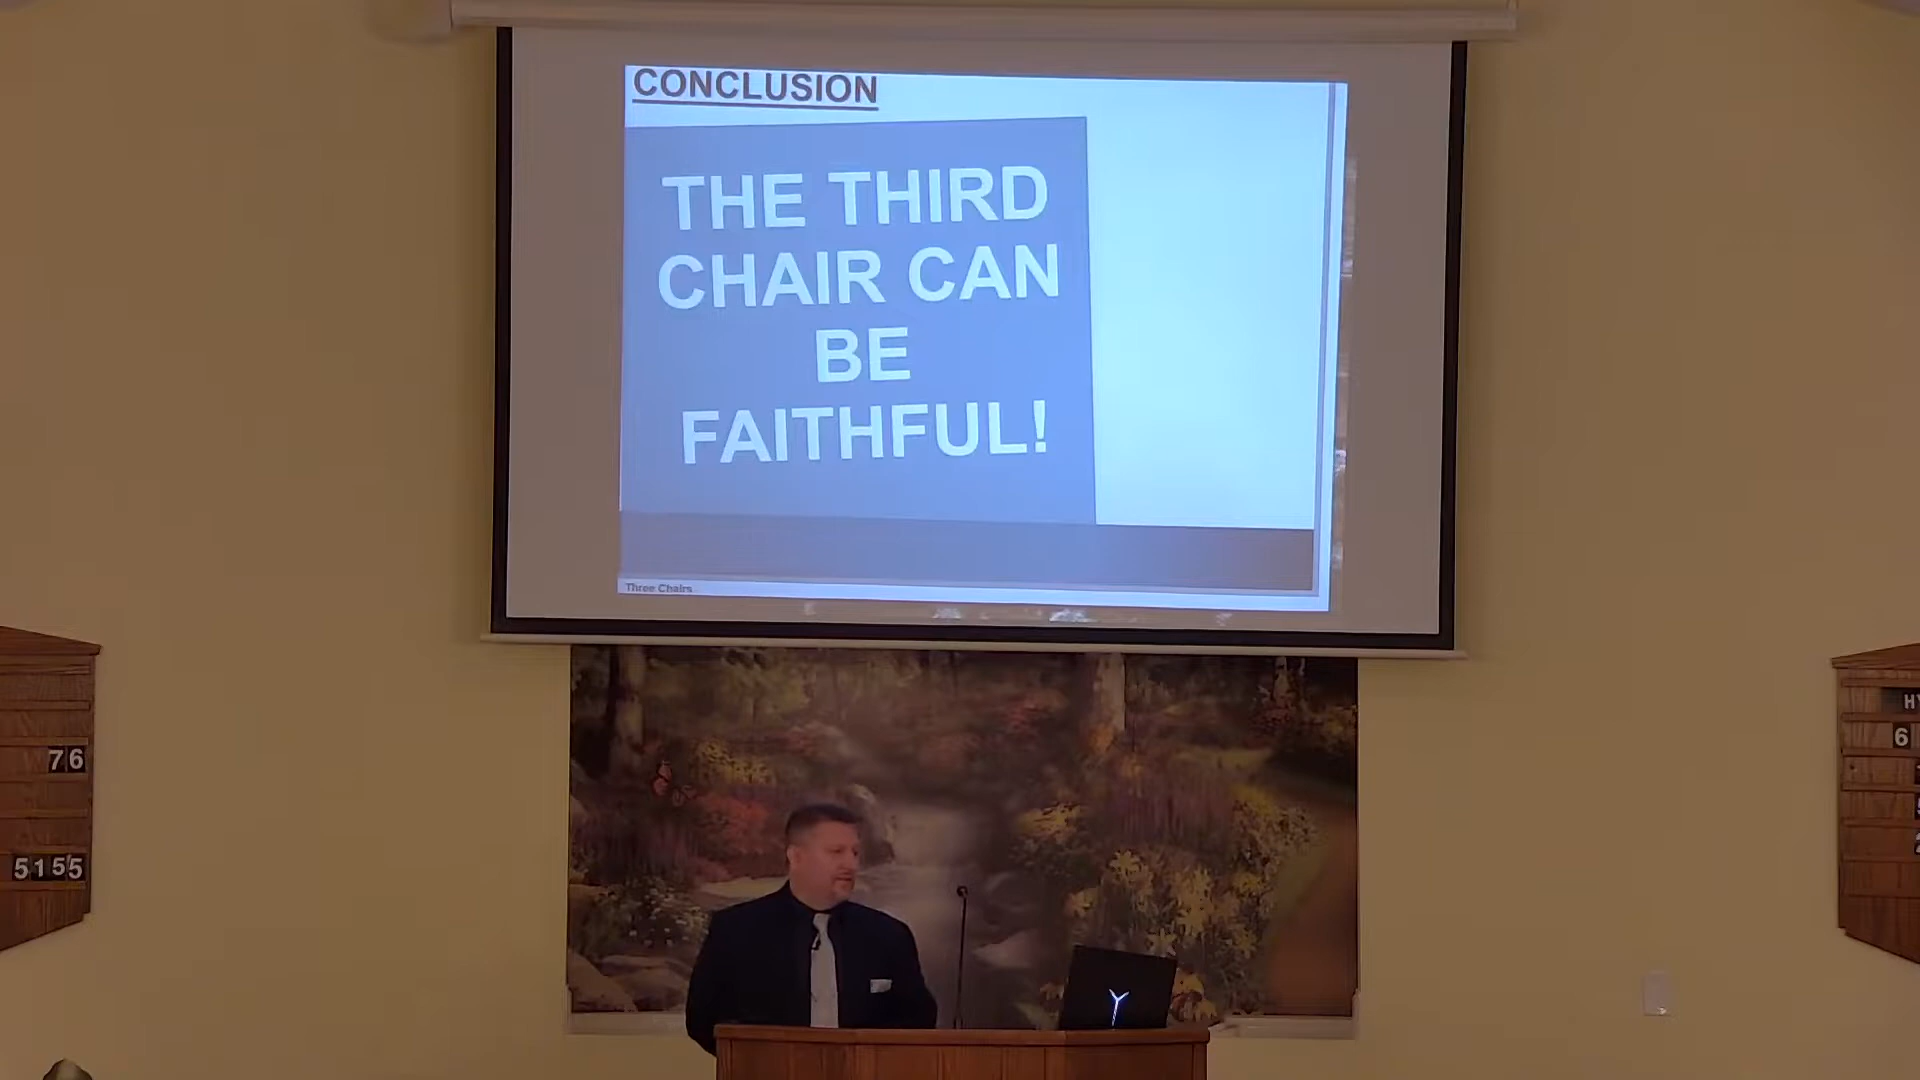 CONCLUSION
THE THIRD
CHAIR CAN
BE
FAITHFUL!
Three Chairs
76
5155
6